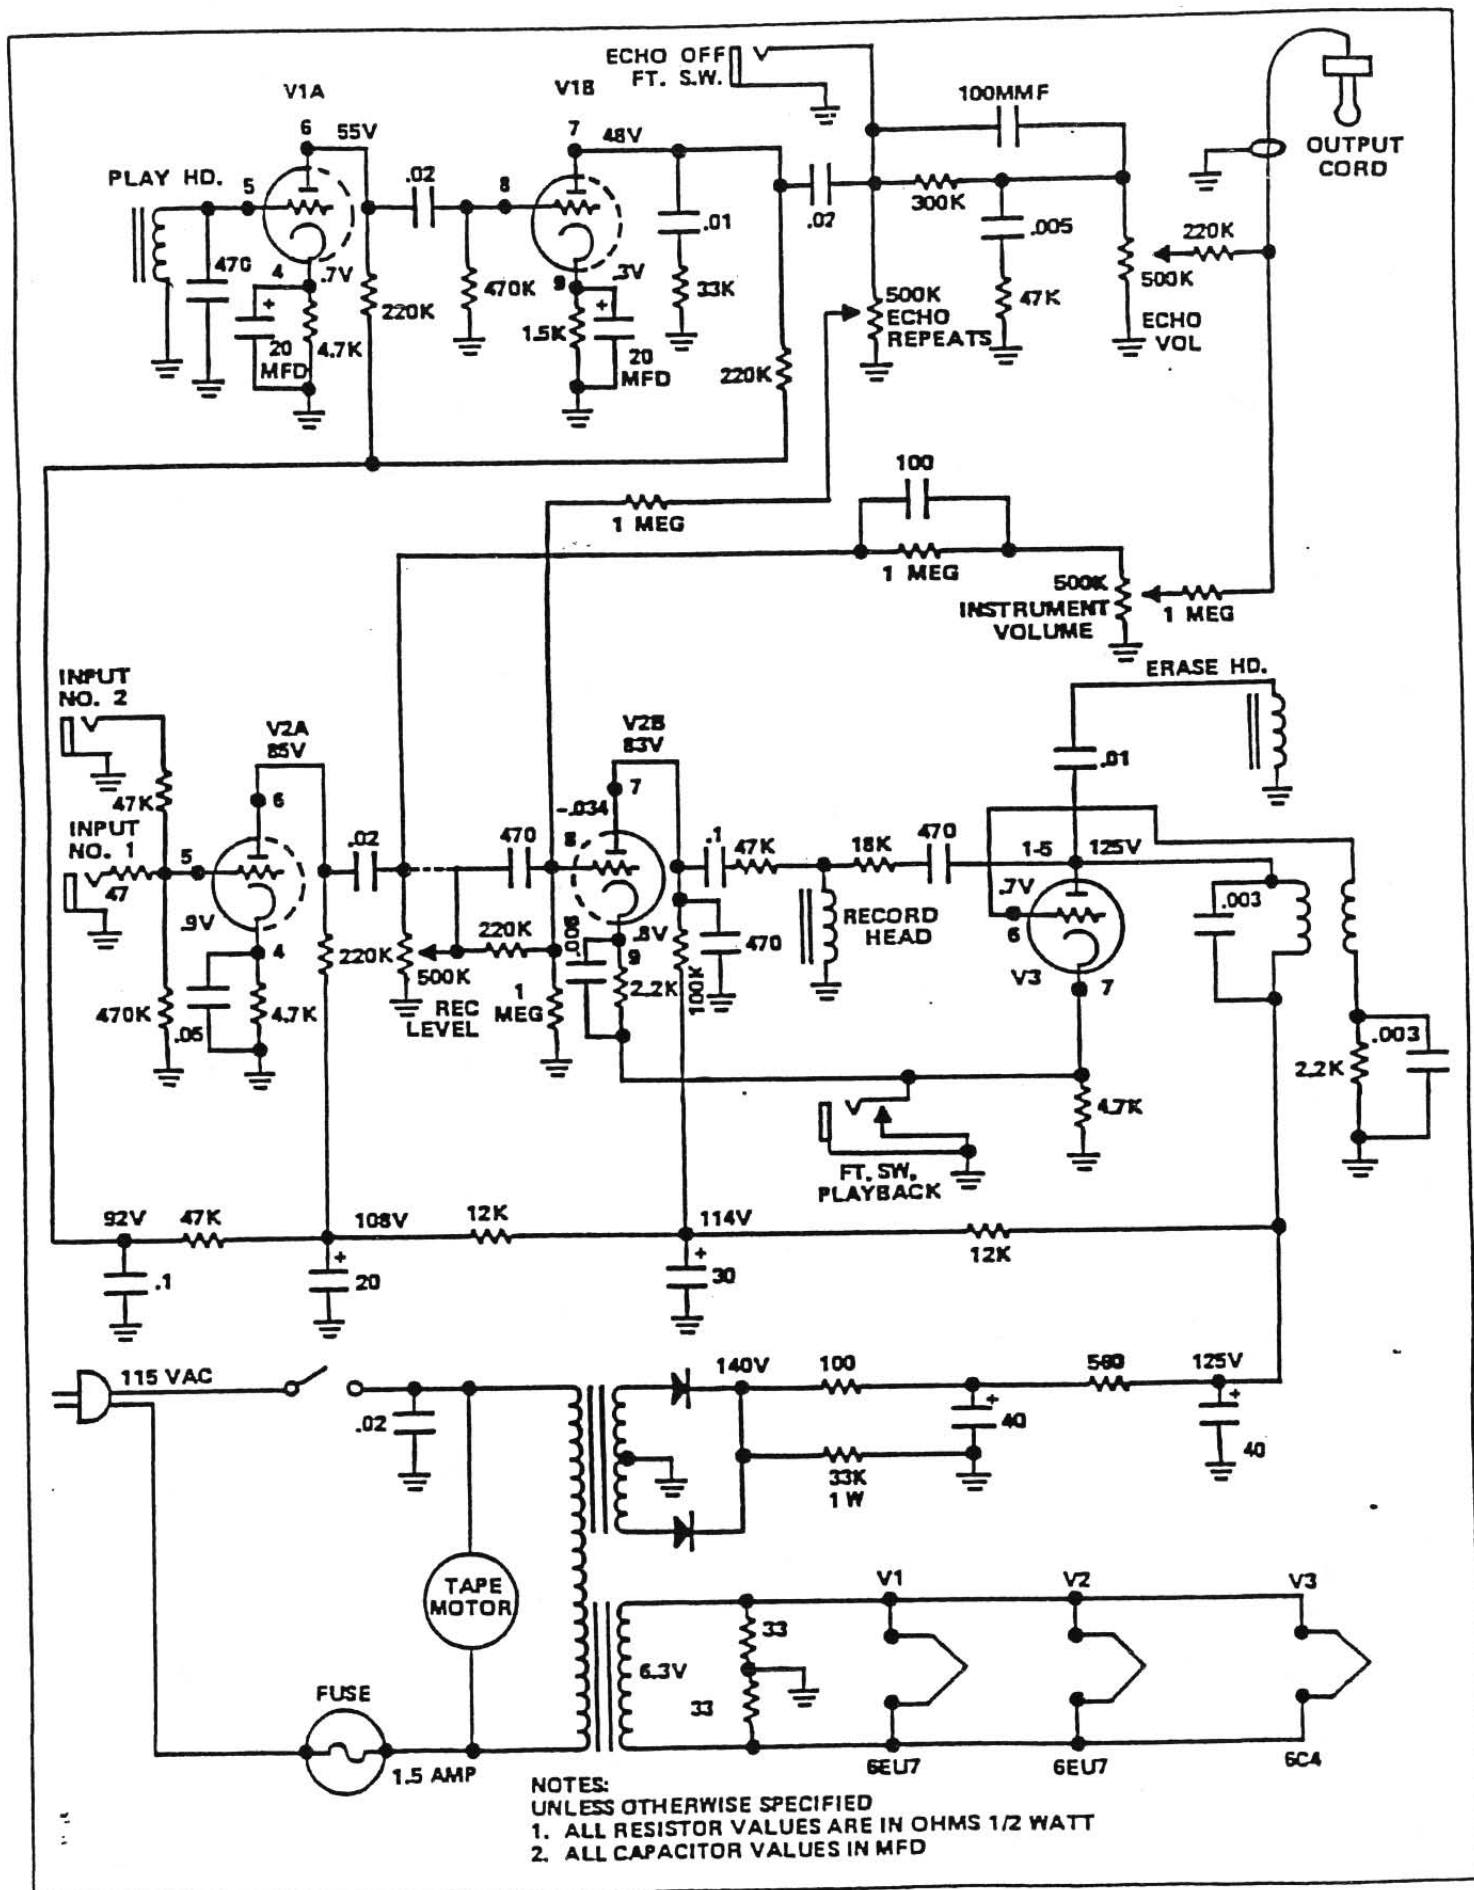 ECHO OFF
FT. S.W.
V1A
V1B
100MMF
OUTPUT
CORD
6
55V
7
48V
PLAY HD.
5
.02
8
.01
.02
300K
.005
220K
470
4
.7V
220K
470K
9
.3V
33K
500K
ECHO
REPEATS
47K
500K
ECHO
VOL
+
20
MFD
4.7K
1.5K
+
20
MFD
220K
100
1 MEG
1 MEG
500K
INSTRUMENT
VOLUME
1 MEG
INPUT
NO. 2
ERASE HD.
V2A
85V
V2B
83V
.01
6
7
47K
-.034
INPUT
NO. 1
5
.02
470
8
.1
47K
18K
470
1-5
125V
47
.9V
.7V
.003
4
220K
500K
220K
.005
.8V
9
470
RECORD
HEAD
6
V3
7
470K
.05
4.7K
REC
LEVEL
1
MEG
2.2K
100K
.003
2.2K
4.7K
FT. SW.
PLAYBACK
92V
47K
108V
12K
114V
12K
.1
+
20
+
30
115 VAC
140V
100
560
125V
.02
+
40
+
40
33K
1 W
TAPE
MOTOR
V1
V2
V3
33
6.3V
33
FUSE
1.5 AMP
6EU7
6EU7
6C4
NOTES:
UNLESS OTHERWISE SPECIFIED
1. ALL RESISTOR VALUES ARE IN OHMS 1/2 WATT
2. ALL CAPACITOR VALUES IN MFD